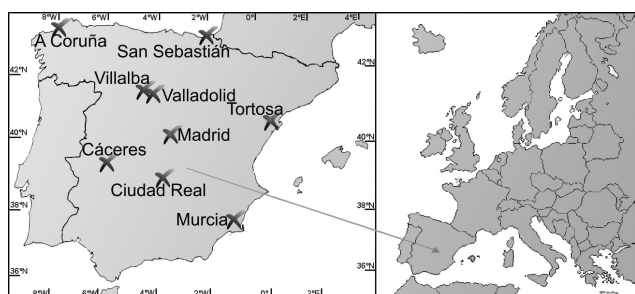 8°W 6°W 4°W 2°W 0° 2°E 4°E
A Coruña
San Sebastián
42°N
42°N
Villalba
Valladolid
Tortosa
40°N
Madrid
40°N
Cáceres
Ciudad Real
38°N
38°N
Murcia
36°N
36°N
6°W 4°W 2°W 0° 2°E